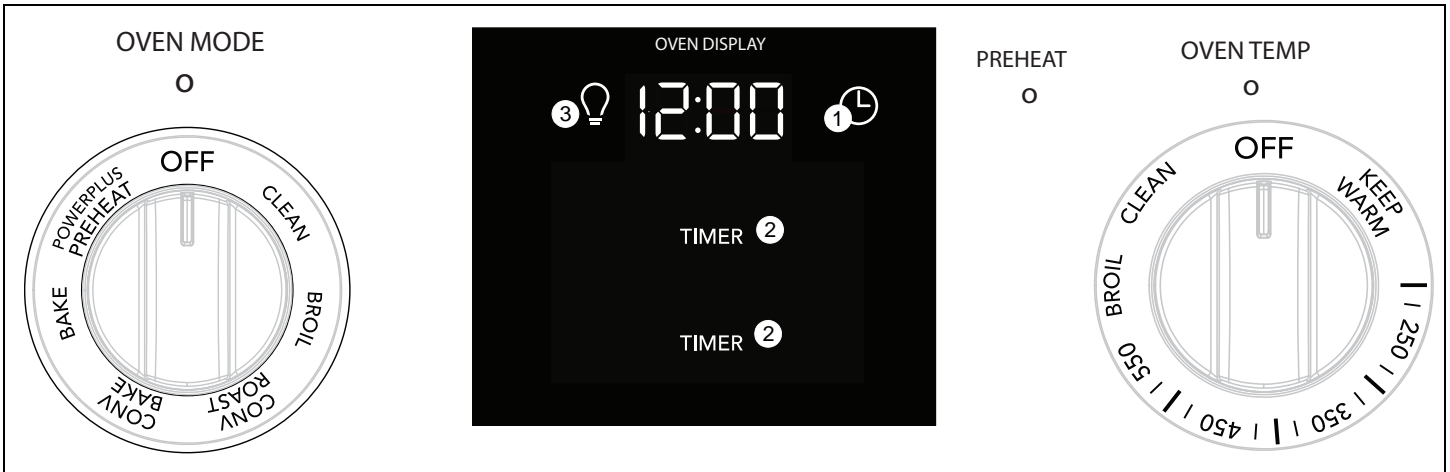 OVEN MODE
OFF
CLEAN
BROIL
CONV
ROAST
CONV
BAKE
BAKE
POWERPLUS
PREHEAT
OVEN DISPLAY
3
12:00
1
TIMER 2
TIMER 2
PREHEAT
OVEN TEMP
OFF
KEEP
WARM
250
350
450
550
BROIL
CLEAN